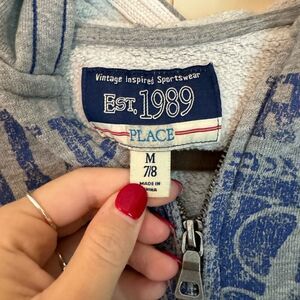 Vintage Inspired Sportswear
EST. 1989
PLACE
M
7/8
MADE IN